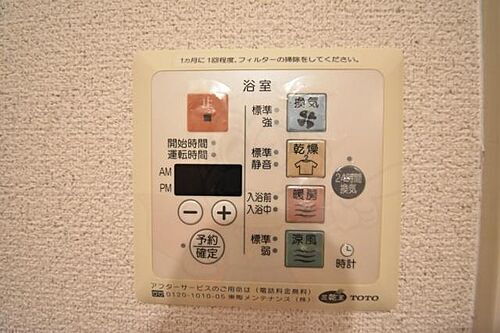 1ヵ月に1回程度、フィルターの掃除をしてください。
浴室
止
開始時間
運転時間
AM
PM
予約
確定
標準
強
換気
標準
静音
乾燥
入浴前
入浴中
暖房
標準
弱
涼風
24時間
換気
時計
アフターサービスのご用命は(電話料金無料)
0120-1010-05 東陶メンテナンス(株)
三乾王 TOTO